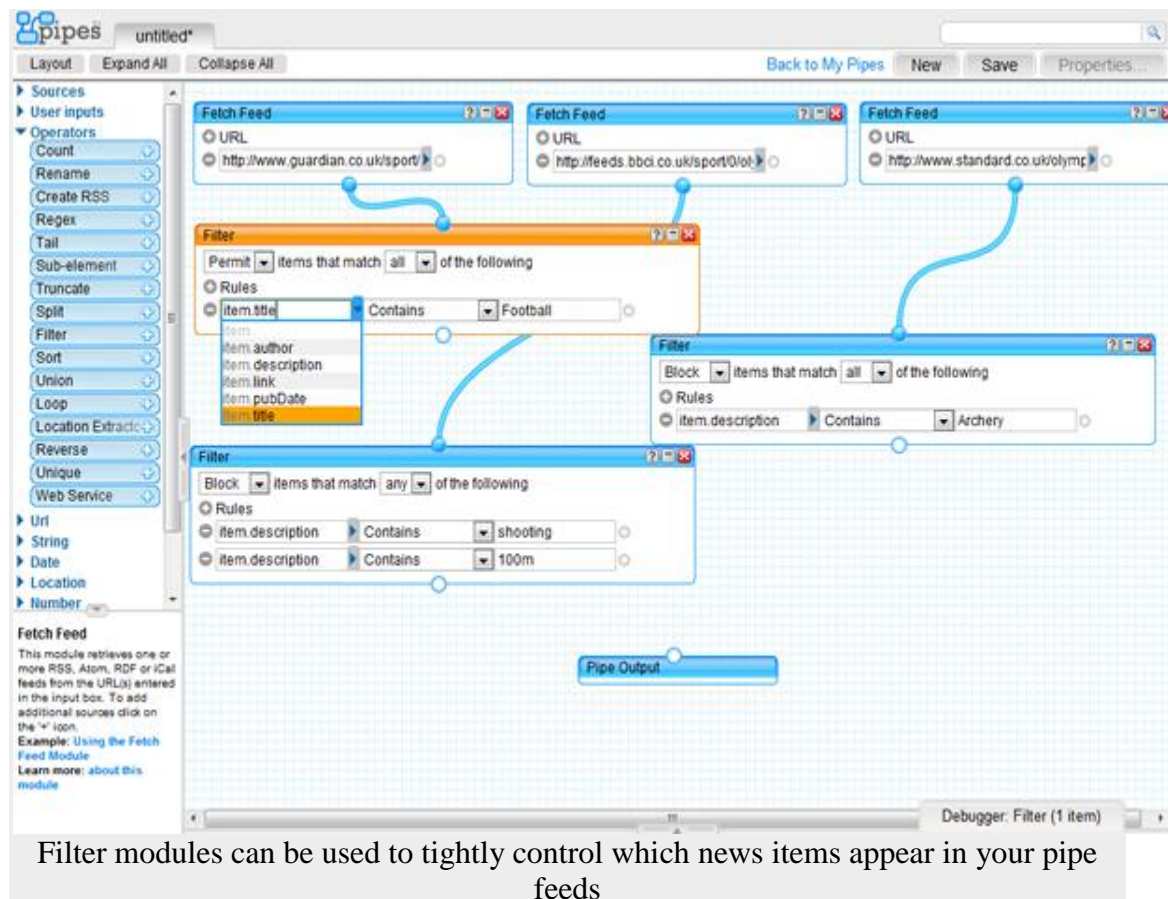 pipes
untitled*
Layout Expand All Collapse All Back to My Pipes New Save Properties...
Sources
User inputs
Operators
Count
Rename
Create RSS
Regex
Tail
Sub-element
Truncate
Split
Filter
Sort
Union
Loop
Location Extracto
Reverse
Unique
Web Service
Url
String
Date
Location
Number
Fetch Feed
This module retrieves one or
more RSS, Atom, RDF or iCal
feeds from the URL(s) entered
in the input box. To add
additional sources click on
the '+' icon.
Example: Using the Fetch
Feed Module
Learn more: about this
module
Fetch Feed
URL
http://www.guardian.co.uk/sport/
Fetch Feed
URL
http://feeds.bbci.co.uk/sport/0/ol
Fetch Feed
URL
http://www.standard.co.uk/olymp
Filter
Permit items that match all of the following
Rules
item.title Contains Football
item
item.author
item.description
item.link
item.pubDate
item.title
Filter
Block items that match all of the following
Rules
item.description Contains Archery
Filter
Block items that match any of the following
Rules
item.description Contains shooting
item.description Contains 100m
Pipe Output
Debugger: Filter (1 item)
Filter modules can be used to tightly control which news items appear in your pipe
feeds